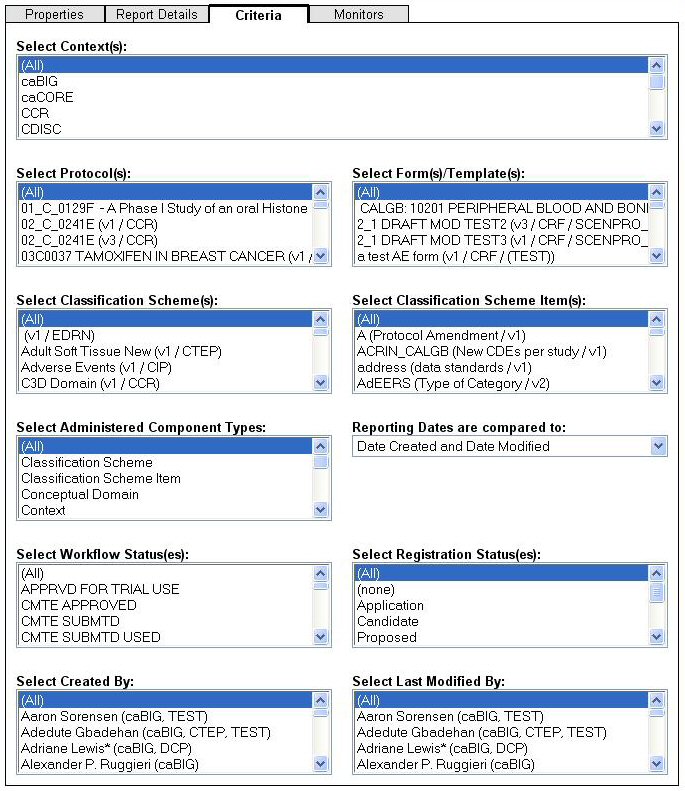 Properties Report Details Criteria Monitors
Select Context(s):
(All)
caBIG
caCORE
CCR
CDISC
Select Protocol(s):
(All)
01_C_0129F - A Phase I Study of an oral Histone
02_C_0241E (v1 / CCR)
02_C_0241E (v3 / CCR)
03C0037 TAMOXIFEN IN BREAST CANCER (v1 /
Select Form(s)/Template(s):
(All)
CALGB: 10201 PERIPHERAL BLOOD AND BON
2_1 DRAFT MOD TEST2 (v3 / CRF / SCENPRO_
2_1 DRAFT MOD TEST3 (v1 / CRF / SCENPRO_
a test AE form (v1 / CRF / (TEST))
Select Classification Scheme(s):
(All)
(v1 / EDRN)
Adult Soft Tissue New (v1 / CTEP)
Adverse Events (v1 / CIP)
C3D Domain (v1 / CCR)
Select Classification Scheme Item(s):
(All)
A (Protocol Amendment / v1)
ACRIN_CALGB (New CDEs per study / v1)
address (data standards / v1)
AdEERS (Type of Category / v2)
Select Administered Component Types:
(All)
Classification Scheme
Classification Scheme Item
Conceptual Domain
Context
Reporting Dates are compared to:
Date Created and Date Modified
Select Workflow Status(es):
(All)
APPRVD FOR TRIAL USE
CMTE APPROVED
CMTE SUBMTD
CMTE SUBMTD USED
Select Registration Status(es):
(All)
(none)
Application
Candidate
Proposed
Select Created By:
(All)
Aaron Sorensen (caBIG, TEST)
Adedute Gbadehan (caBIG, CTEP, TEST)
Adriane Lewis* (caBIG, DCP)
Alexander P. Ruggieri (caBIG)
Select Last Modified By:
(All)
Aaron Sorensen (caBIG, TEST)
Adedute Gbadehan (caBIG, CTEP, TEST)
Adriane Lewis* (caBIG, DCP)
Alexander P. Ruggieri (caBIG)